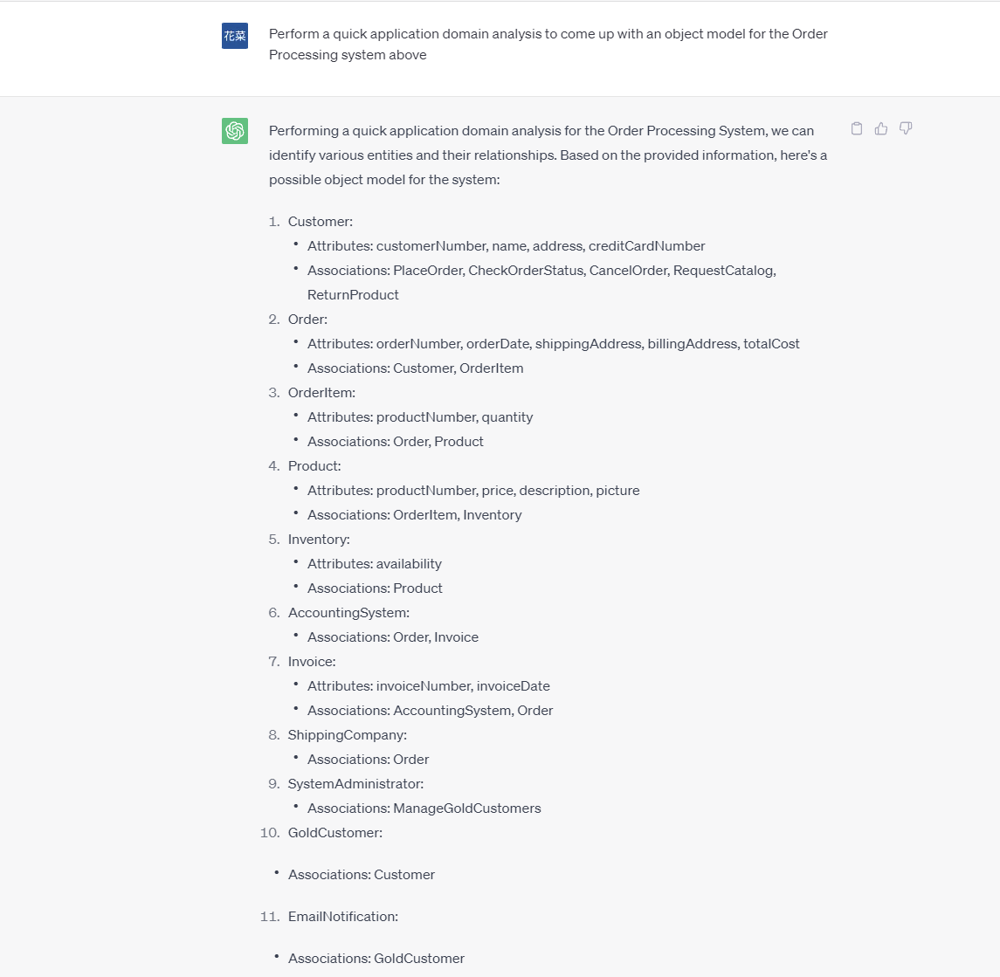 花菜
Perform a quick application domain analysis to come up with an object model for the Order
Processing system above
Performing a quick application domain analysis for the Order Processing System, we can
identify various entities and their relationships. Based on the provided information, here's a
possible object model for the system:
1. Customer:
• Attributes: customerNumber, name, address, creditCardNumber
• Associations: PlaceOrder, CheckOrderStatus, CancelOrder, RequestCatalog,
ReturnProduct
2. Order:
• Attributes: orderNumber, orderDate, shippingAddress, billingAddress, totalCost
• Associations: Customer, OrderItem
3. OrderItem:
• Attributes: productNumber, quantity
• Associations: Order, Product
4. Product:
• Attributes: productNumber, price, description, picture
• Associations: OrderItem, Inventory
5. Inventory:
• Attributes: availability
• Associations: Product
6. AccountingSystem:
• Associations: Order, Invoice
7. Invoice:
• Attributes: invoiceNumber, invoiceDate
• Associations: AccountingSystem, Order
8. ShippingCompany:
• Associations: Order
9. SystemAdministrator:
• Associations: ManageGoldCustomers
10. GoldCustomer:
• Associations: Customer
11. EmailNotification:
• Associations: GoldCustomer